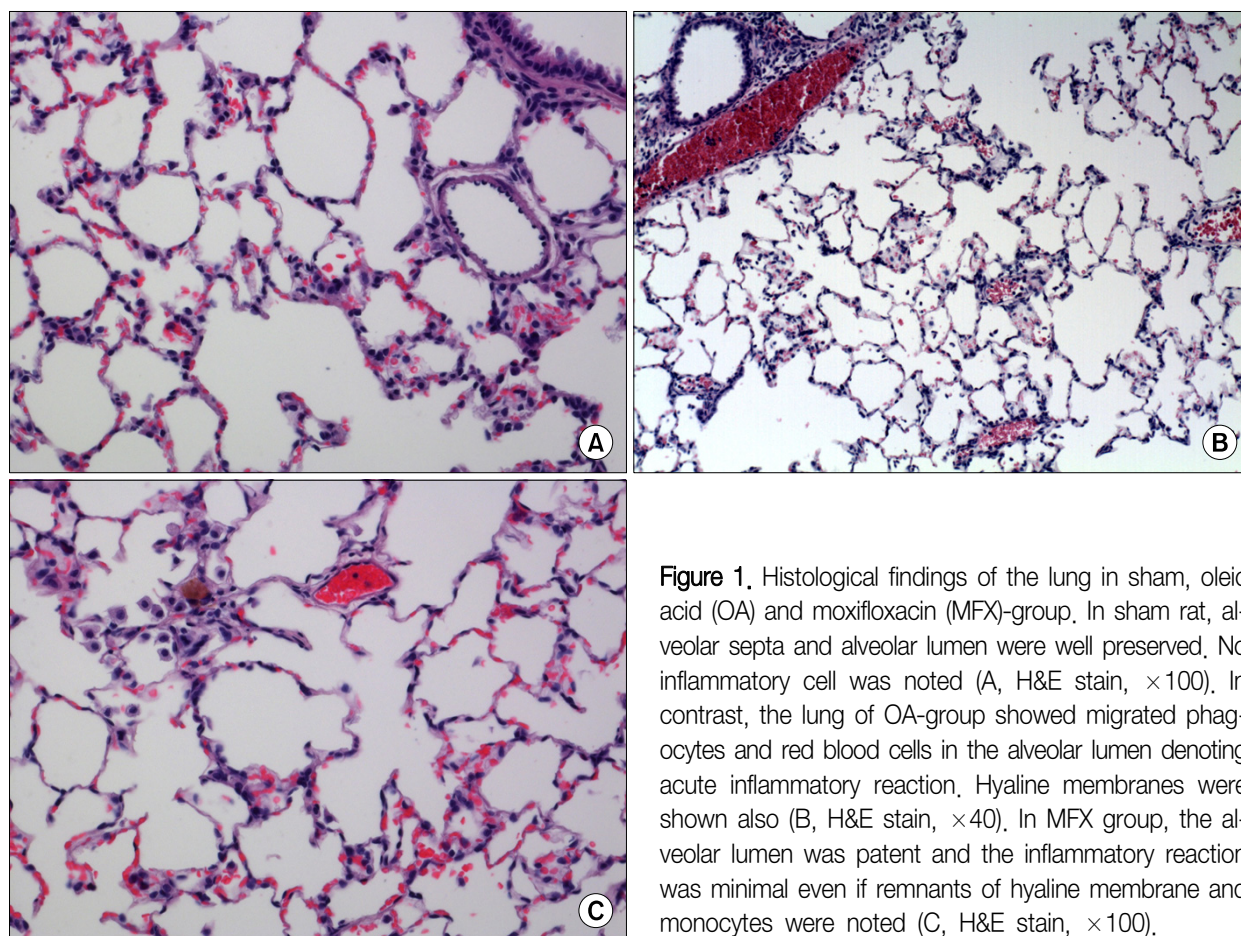 A
B
C
Figure 1. Histological findings of the lung in sham, oleic
acid (OA) and moxifloxacin (MFX)-group. In sham rat, al-
veolar septa and alveolar lumen were well preserved. No
inflammatory cell was noted (A, H&E stain, ×100). In
contrast, the lung of OA-group showed migrated phag-
ocytes and red blood cells in the alveolar lumen denoting
acute inflammatory reaction. Hyaline membranes were
shown also (B, H&E stain, ×40). In MFX group, the al-
veolar lumen was patent and the inflammatory reaction
was minimal even if remnants of hyaline membrane and
monocytes were noted (C, H&E stain, ×100).